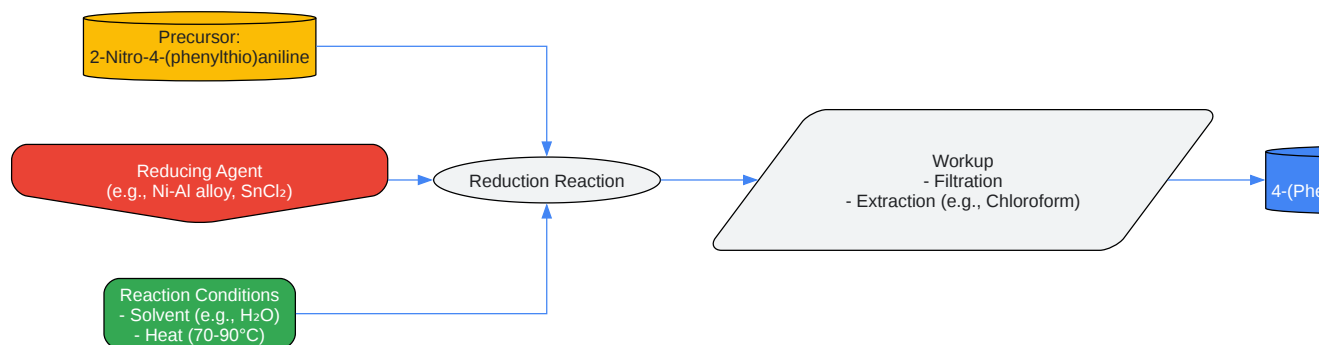 Precursor:
2-Nitro-4-(phenylthio)aniline
Reducing Agent
(e.g., Ni-Al alloy, SnCl₂)
Reaction Conditions
- Solvent (e.g., H₂O)
- Heat (70-90°C)
Reduction Reaction
Workup
- Filtration
- Extraction (e.g., Chloroform)
4-(Phe